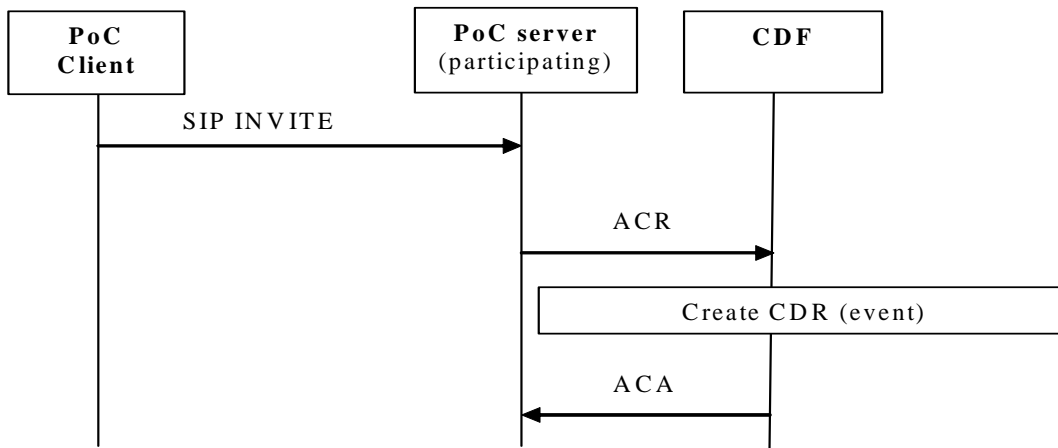 PoC
Client
PoC server
(participating)
CDF
SIP INVITE
ACR
Create CDR (event)
ACA